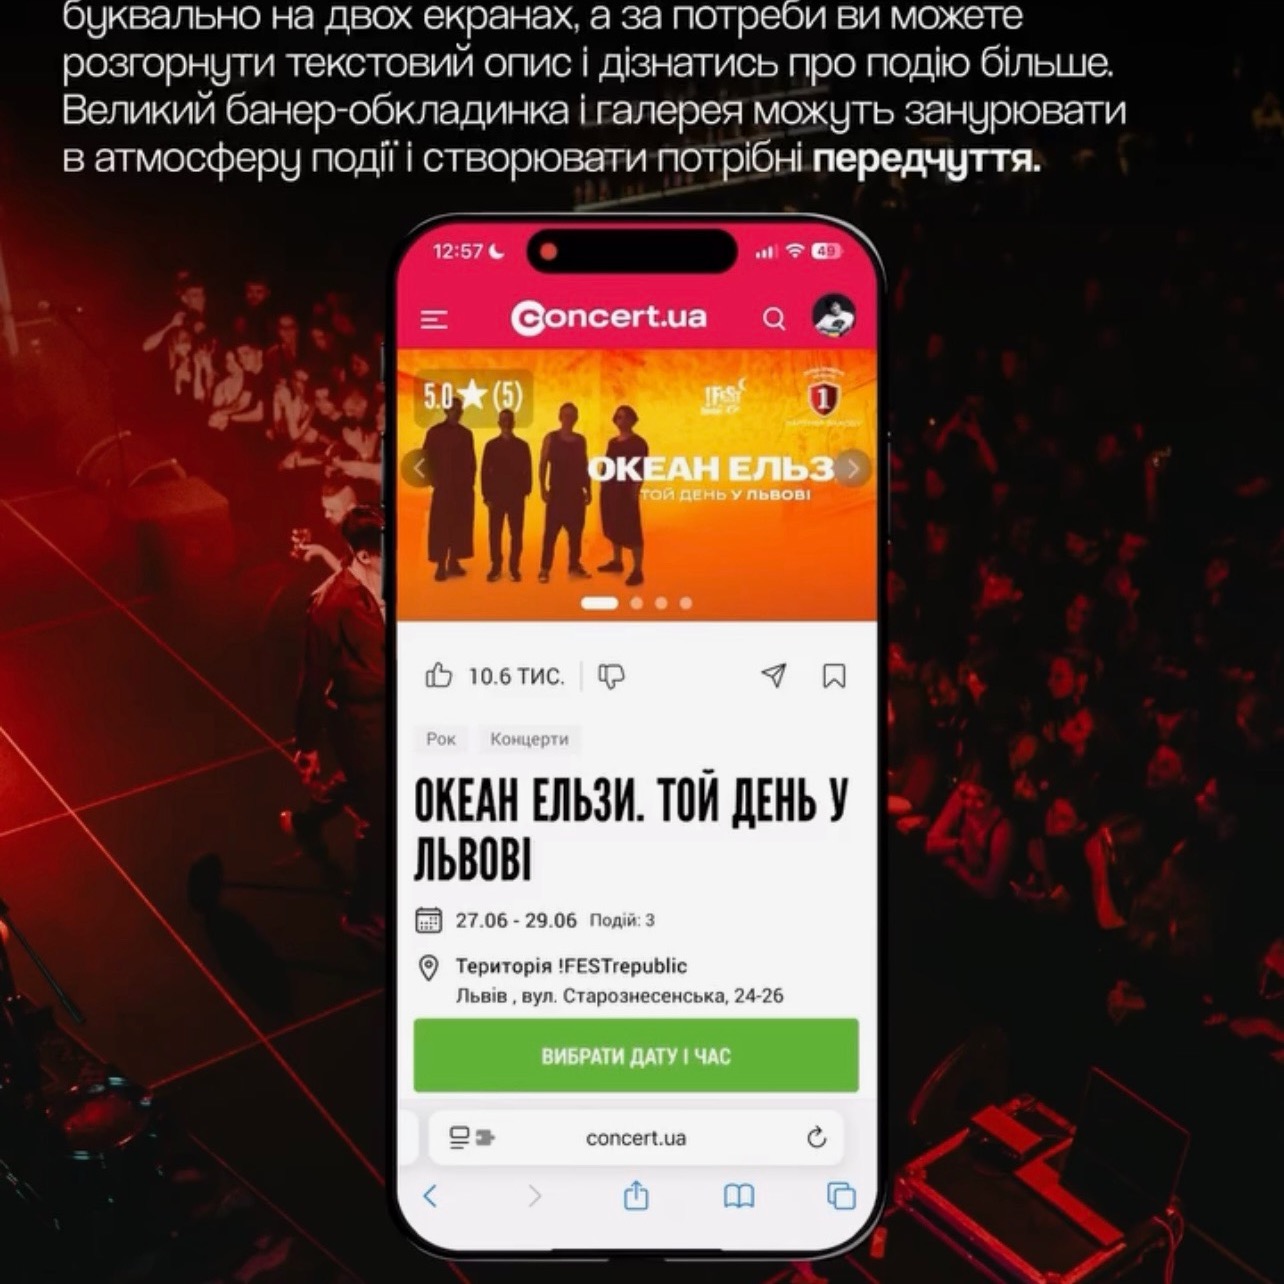 буквально на двох екранах, а за потреби ви можете
розгорнути текстовий опис і дізнатись про подію більше.
Великий банер-обкладинка і галерея можуть занурювати
в атмосферу події і створювати потрібні передчуття.
12:57
49
concert.ua
5.0★(5)
!FEST
1
ОКЕАН ЕЛЬЗ
ТОЙ ДЕНЬ У ЛЬВОВІ
10.6 ТИС.
Рок Концерти
ОКЕАН ЕЛЬЗИ. ТОЙ ДЕНЬ У
ЛЬВОВІ
27.06 - 29.06 Подій: 3
Територія !FESTrepublic
Львів , вул. Старознесенська, 24-26
ВИБРАТИ ДАТУ І ЧАС
concert.ua